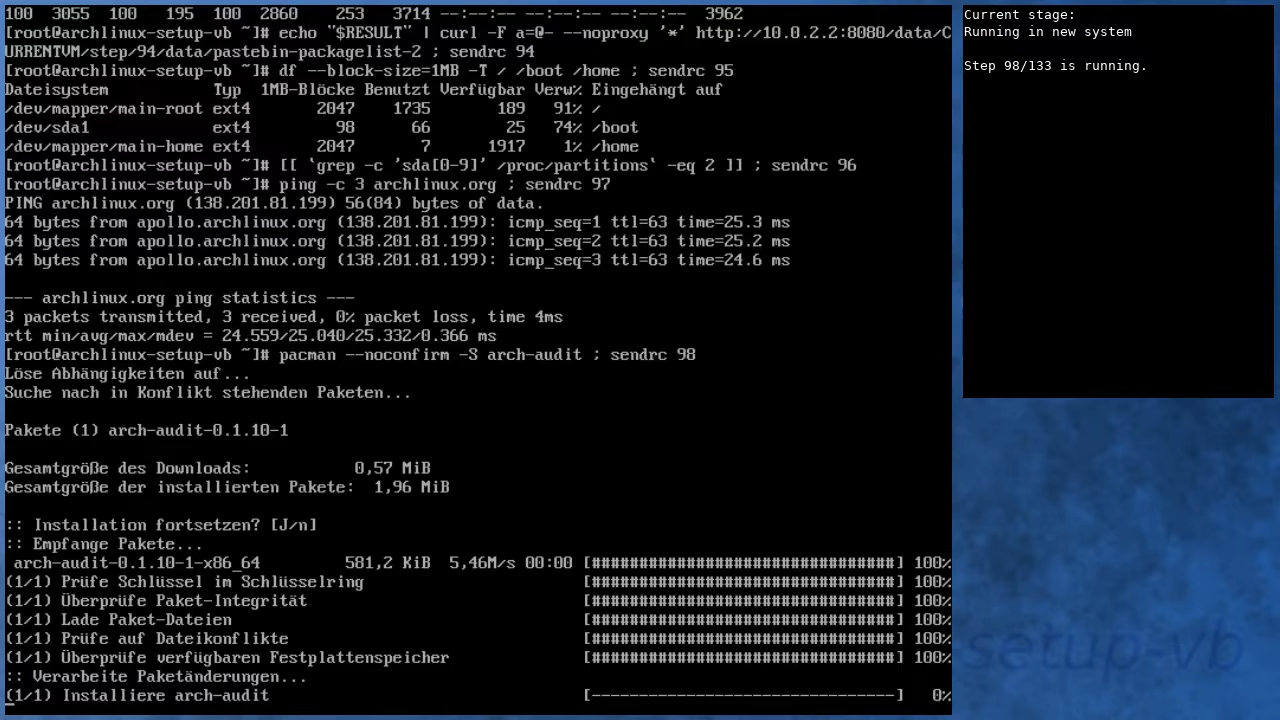 100  3055  100   195  100  2860    253   3714 --:--:-- --:--:-- --:--:--  3962
[root@archlinux-setup-vb ~]# echo "$RESULT" | curl -F a=@- --noproxy '*' http://10.0.2.2:8080/data/C
URRENTVM/step/94/data/pastebin-packagelist-2 ; sendrc 94
[root@archlinux-setup-vb ~]# df --block-size=1MB -T / /boot /home ; sendrc 95
Dateisystem           Typ  1MB-Blöcke Benutzt Verfügbar Verw% Eingehängt auf
/dev/mapper/main-root ext4       2047    1735       189   91% /
/dev/sda1             ext4         98      66        25   74% /boot
/dev/mapper/main-home ext4       2047       7      1917    1% /home
[root@archlinux-setup-vb ~]# [[ `grep -c 'sda[0-9]' /proc/partitions` -eq 2 ]] ; sendrc 96
[root@archlinux-setup-vb ~]# ping -c 3 archlinux.org ; sendrc 97
PING archlinux.org (138.201.81.199) 56(84) bytes of data.
64 bytes from apollo.archlinux.org (138.201.81.199): icmp_seq=1 ttl=63 time=25.3 ms
64 bytes from apollo.archlinux.org (138.201.81.199): icmp_seq=2 ttl=63 time=25.2 ms
64 bytes from apollo.archlinux.org (138.201.81.199): icmp_seq=3 ttl=63 time=24.6 ms
--- archlinux.org ping statistics ---
3 packets transmitted, 3 received, 0% packet loss, time 4ms
rtt min/avg/max/mdev = 24.559/25.040/25.332/0.366 ms
[root@archlinux-setup-vb ~]# pacman --noconfirm -S arch-audit ; sendrc 98
Löse Abhängigkeiten auf...
Suche nach in Konflikt stehenden Paketen...
Pakete (1) arch-audit-0.1.10-1
Gesamtgröße des Downloads:           0,57 MiB
Gesamtgröße der installierten Pakete:  1,96 MiB
:: Installation fortsetzen? [J/n]
:: Empfange Pakete...
 arch-audit-0.1.10-1-x86_64         581,2 KiB  5,46M/s 00:00 [################################] 100%
(1/1) Prüfe Schlüssel im Schlüsselring                       [################################] 100%
(1/1) Überprüfe Paket-Integrität                             [################################] 100%
(1/1) Lade Paket-Dateien                                     [################################] 100%
(1/1) Prüfe auf Dateikonflikte                               [################################] 100%
(1/1) Überprüfe verfügbaren Festplattenspeicher              [################################] 100%
:: Verarbeite Paketänderungen...
(1/1) Installiere arch-audit                                 [--------------------------------]   0%
Current stage:
Running in new system
Step 98/133 is running.
setup-vb